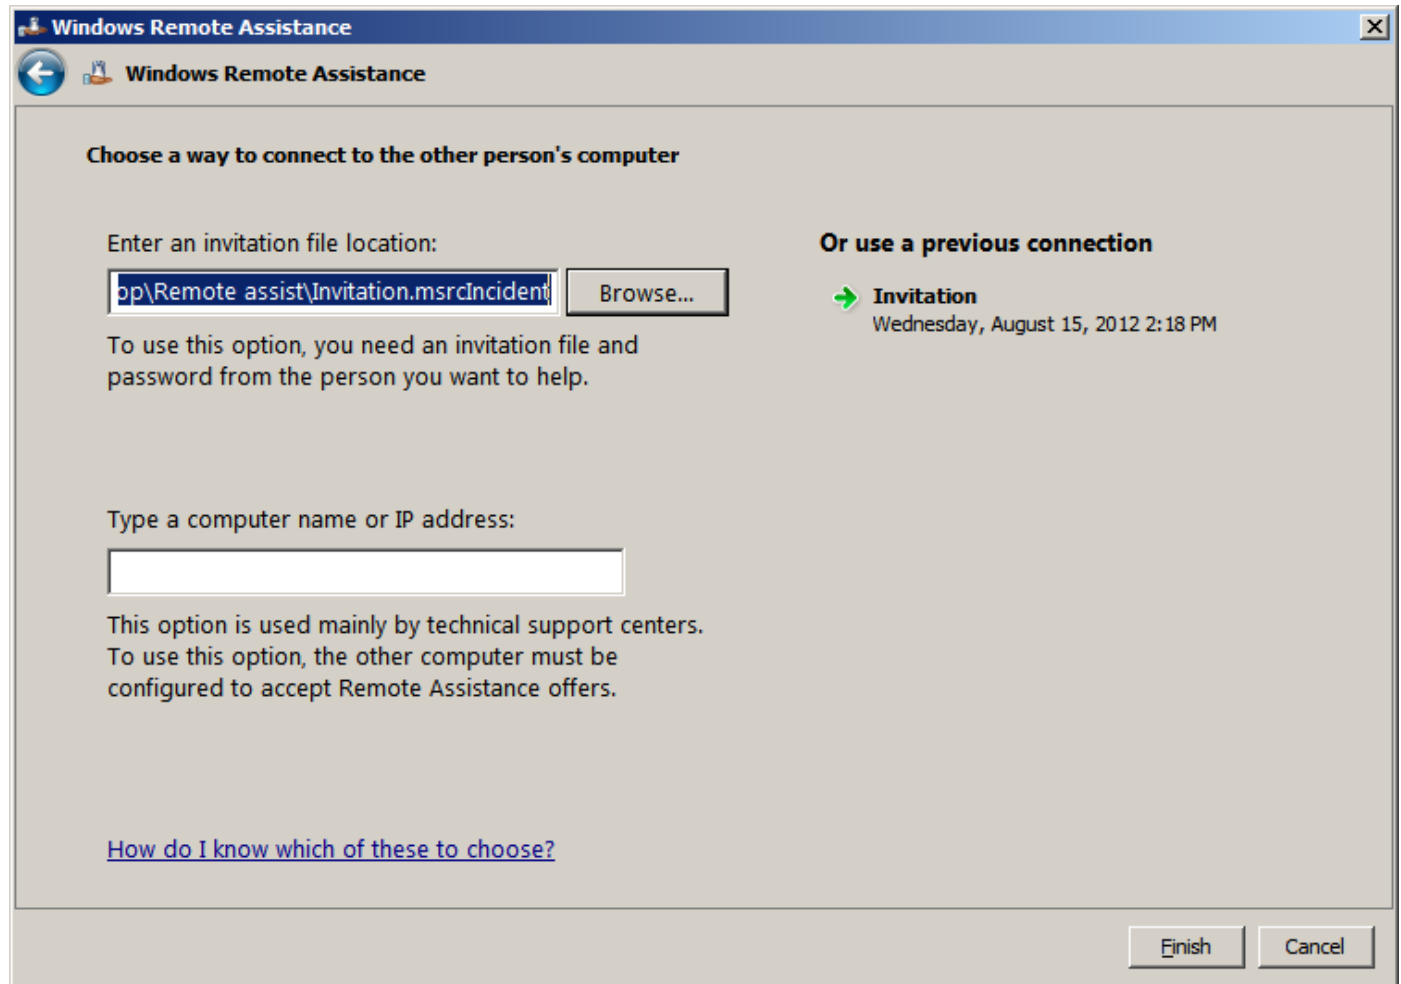 Windows Remote Assistance
Windows Remote Assistance
Choose a way to connect to the other person's computer
Enter an invitation file location:
op\Remote assist\Invitation.msrcIncident
Browse...
To use this option, you need an invitation file and
password from the person you want to help.
Or use a previous connection
Invitation
Wednesday, August 15, 2012 2:18 PM
Type a computer name or IP address:
This option is used mainly by technical support centers.
To use this option, the other computer must be
configured to accept Remote Assistance offers.
How do I know which of these to choose?
Finish
Cancel